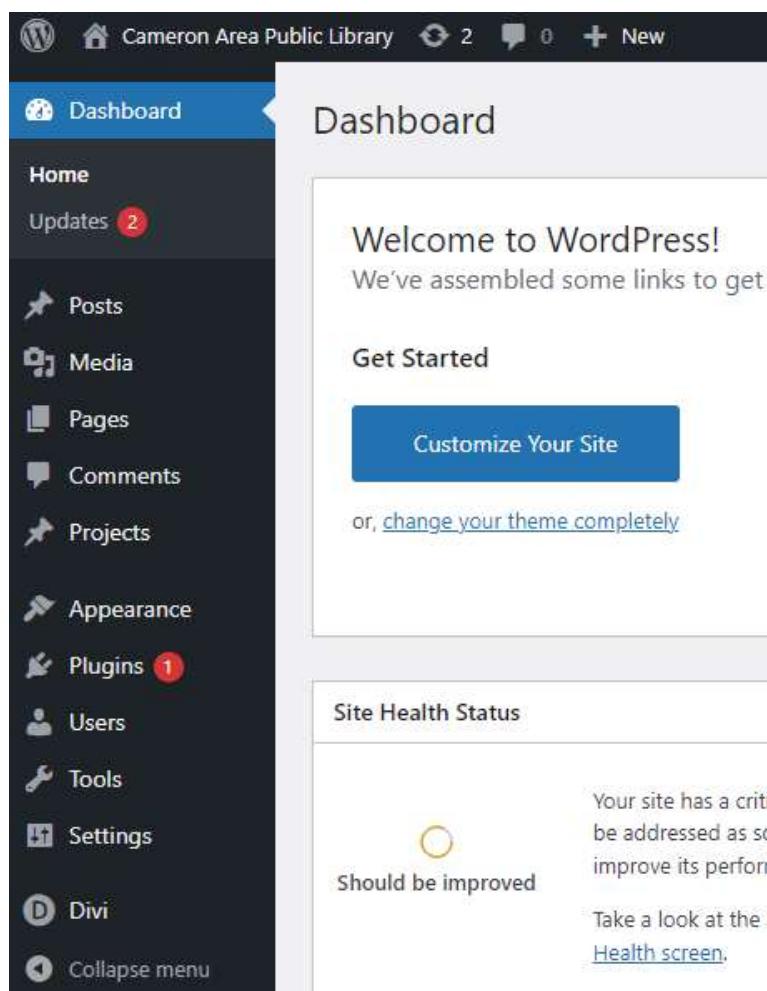 Cameron Area Public Library 2 0 New
Dashboard
Home
Updates 2
Posts
Media
Pages
Comments
Projects
Appearance
Plugins 1
Users
Tools
Settings
D Divi
Collapse menu
Dashboard
Welcome to WordPress!
We've assembled some links to get
Get Started
Customize Your Site
or, change your theme completely
Site Health Status
Should be improved
Your site has a crit
be addressed as so
improve its perfor
Take a look at the
Health screen.